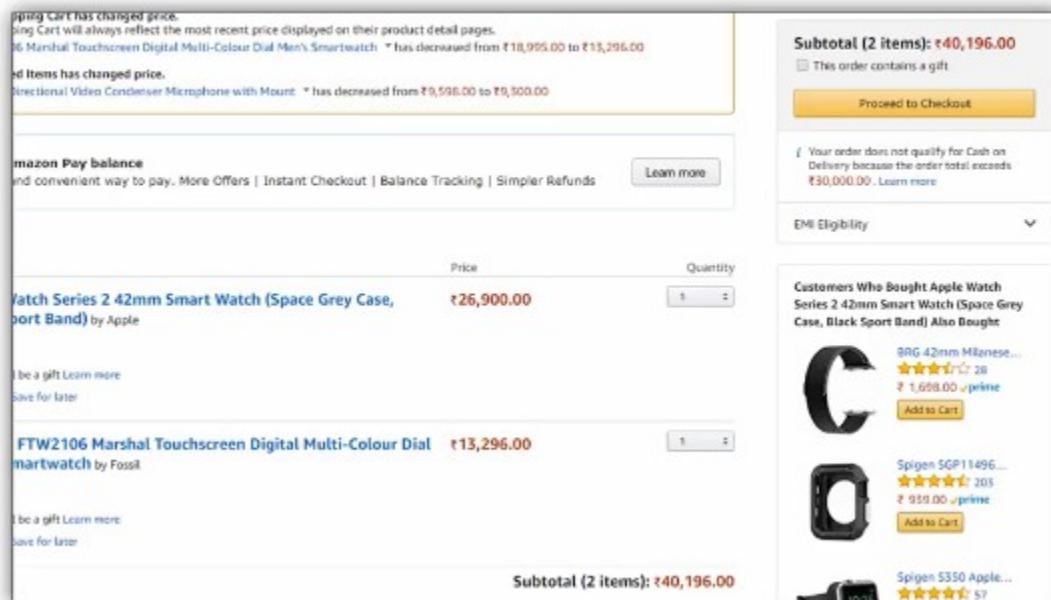 pping Cart has changed price.
ping Cart will always reflect the most recent price displayed on their product detail pages.
06 Marshal Touchscreen Digital Multi-Colour Dial Men's Smartwatch * has decreased from ₹18,995.00 to ₹13,296.00
ed Items has changed price.
Directional Video Condenser Microphone with Mount * has decreased from ₹9,598.00 to ₹9,300.00
mazon Pay balance
nd convenient way to pay. More Offers | Instant Checkout | Balance Tracking | Simpler Refunds
Learn more
Price Quantity
Watch Series 2 42mm Smart Watch (Space Grey Case,
port Band) by Apple
₹26,900.00
1
l be a gift Learn more
Save for later
FTW2106 Marshal Touchscreen Digital Multi-Colour Dial
martwatch by Fossil
₹13,296.00
1
l be a gift Learn more
Save for later
Subtotal (2 items): ₹40,196.00
Subtotal (2 items): ₹40,196.00
This order contains a gift
Proceed to Checkout
Your order does not qualify for Cash on
Delivery because the order total exceeds
₹30,000.00. Learn more
EMI Eligibility
Customers Who Bought Apple Watch
Series 2 42mm Smart Watch (Space Grey
Case, Black Sport Band) Also Bought
BRG 42mm Milanese...
28
₹ 1,698.00 prime
Add to Cart
Spigen SGP11496...
203
₹ 959.00 prime
Add to Cart
Spigen S350 Apple...
57